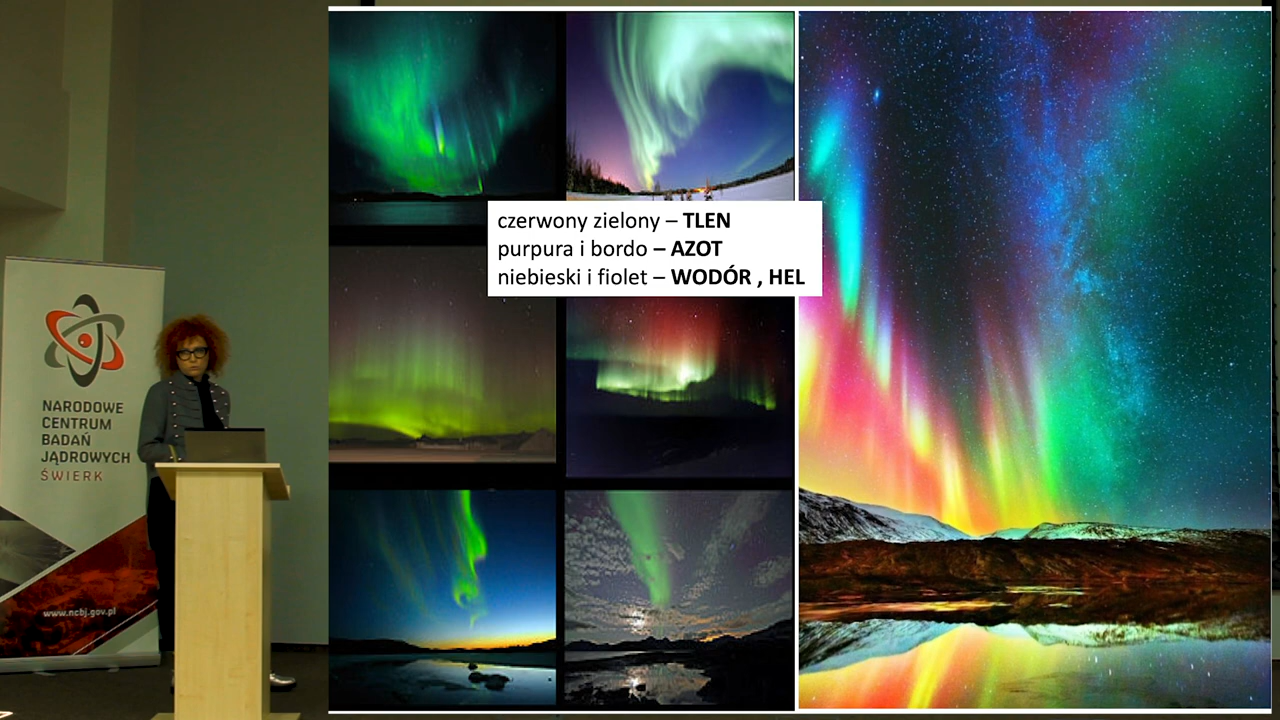 czerwony zielony – TLEN
purpura i bordo – AZOT
niebieski i fiolet – WODÓR , HEL
NARODOWE
CENTRUM
BADAŃ
JĄDROWYCH
ŚWIERK
www.ncbj.gov.pl